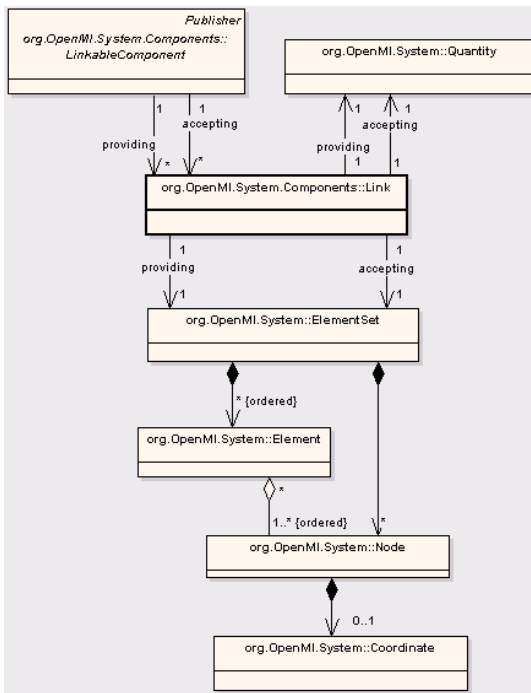 Publisher
org.OpenMI.System.Components::
LinkableComponent
org.OpenMI.System::Quantity
1
1
accepting
providing
*
*
1
1
accepting
providing
1
1
org.OpenMI.System.Components::Link
1
providing
1
1
accepting
1
org.OpenMI.System::ElementSet
* {ordered}
org.OpenMI.System::Element
*
1..* {ordered}
*
org.OpenMI.System::Node
0..1
org.OpenMI.System::Coordinate